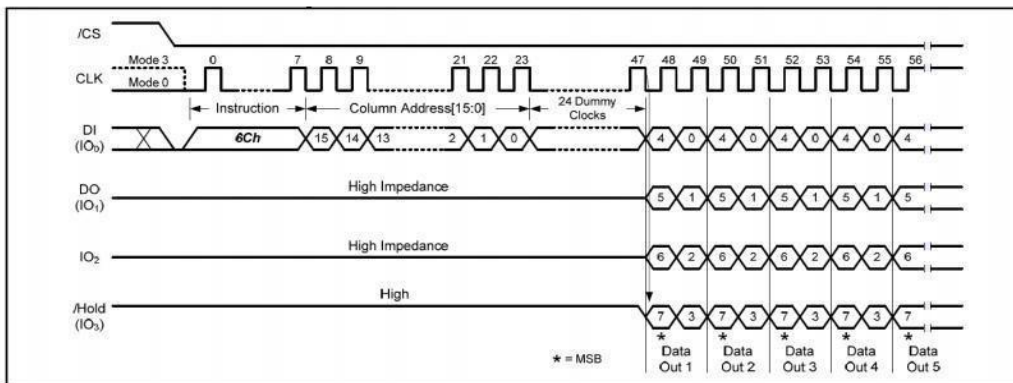 /CS
Mode 3 0 7 8 9 21 22 23 47 48 49 50 51 52 53 54 55 56
CLK Mode 0
Instruction Column Address[15:0] 24 Dummy
Clocks
DI
(IO₀) 6Ch 15 14 13 2 1 0 4 0 4 0 4 0 4 0 4
DO
(IO₁) High Impedance 5 1 5 1 5 1 5 1 5
IO₂ High Impedance 6 2 6 2 6 2 6 2 6
/Hold
(IO₃) High 7 3 7 3 7 3 7 3 7
* * * * *
* = MSB Data Data Data Data Data
Out 1 Out 2 Out 3 Out 4 Out 5